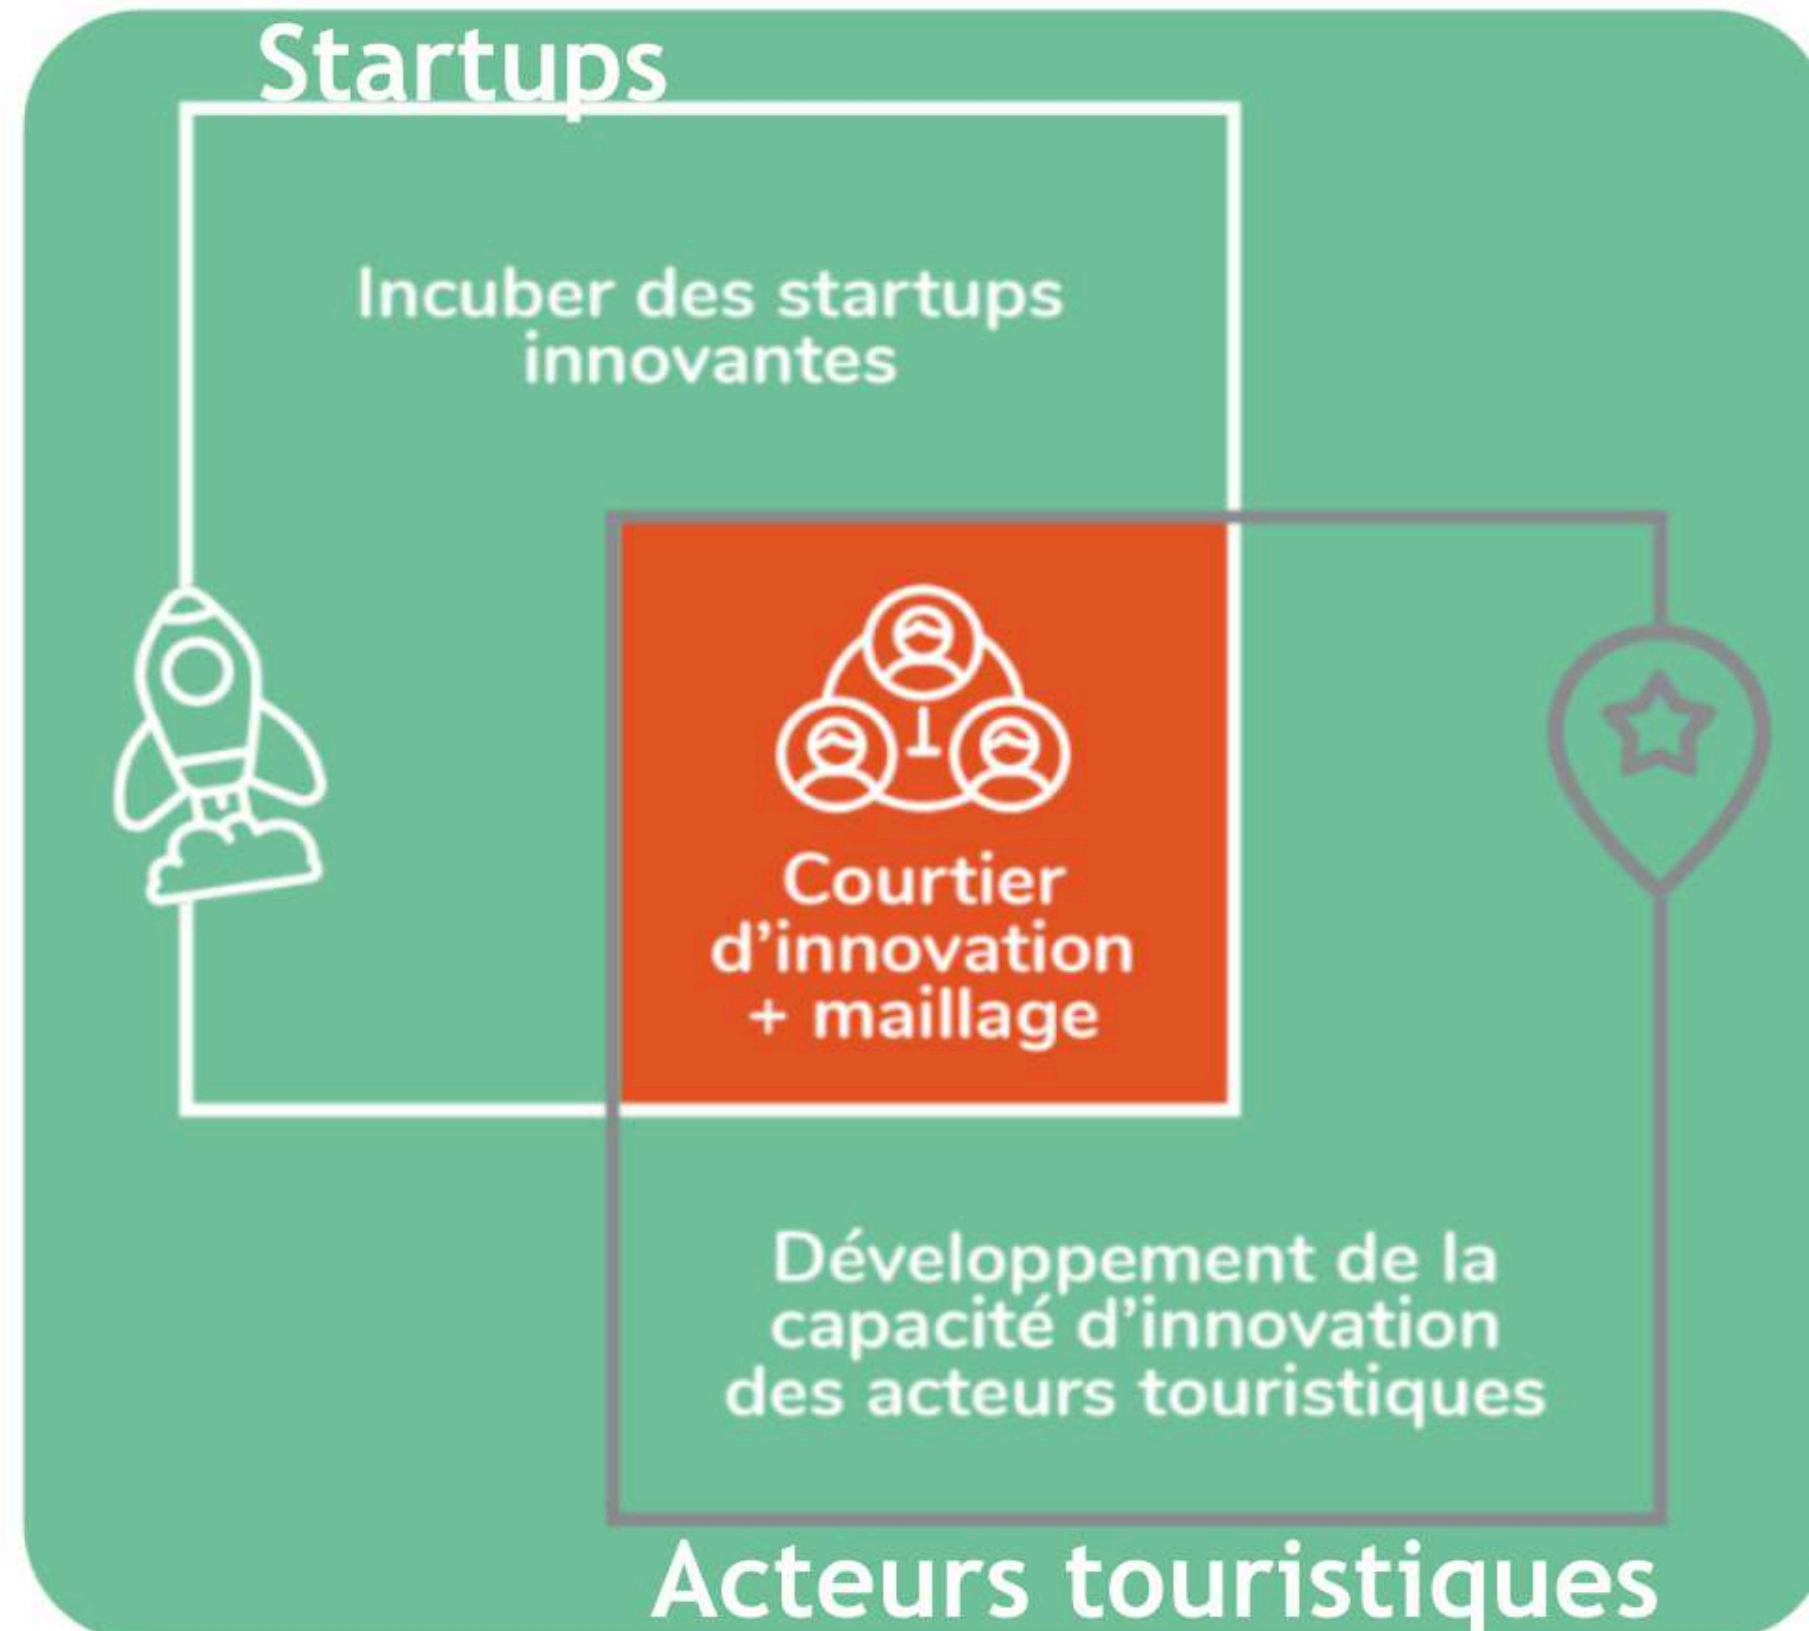 Startups
Incuber des startups
innovantes
Courtier
d'innovation
+ maillage
Développement de la
capacité d'innovation
des acteurs touristiques
Acteurs touristiques